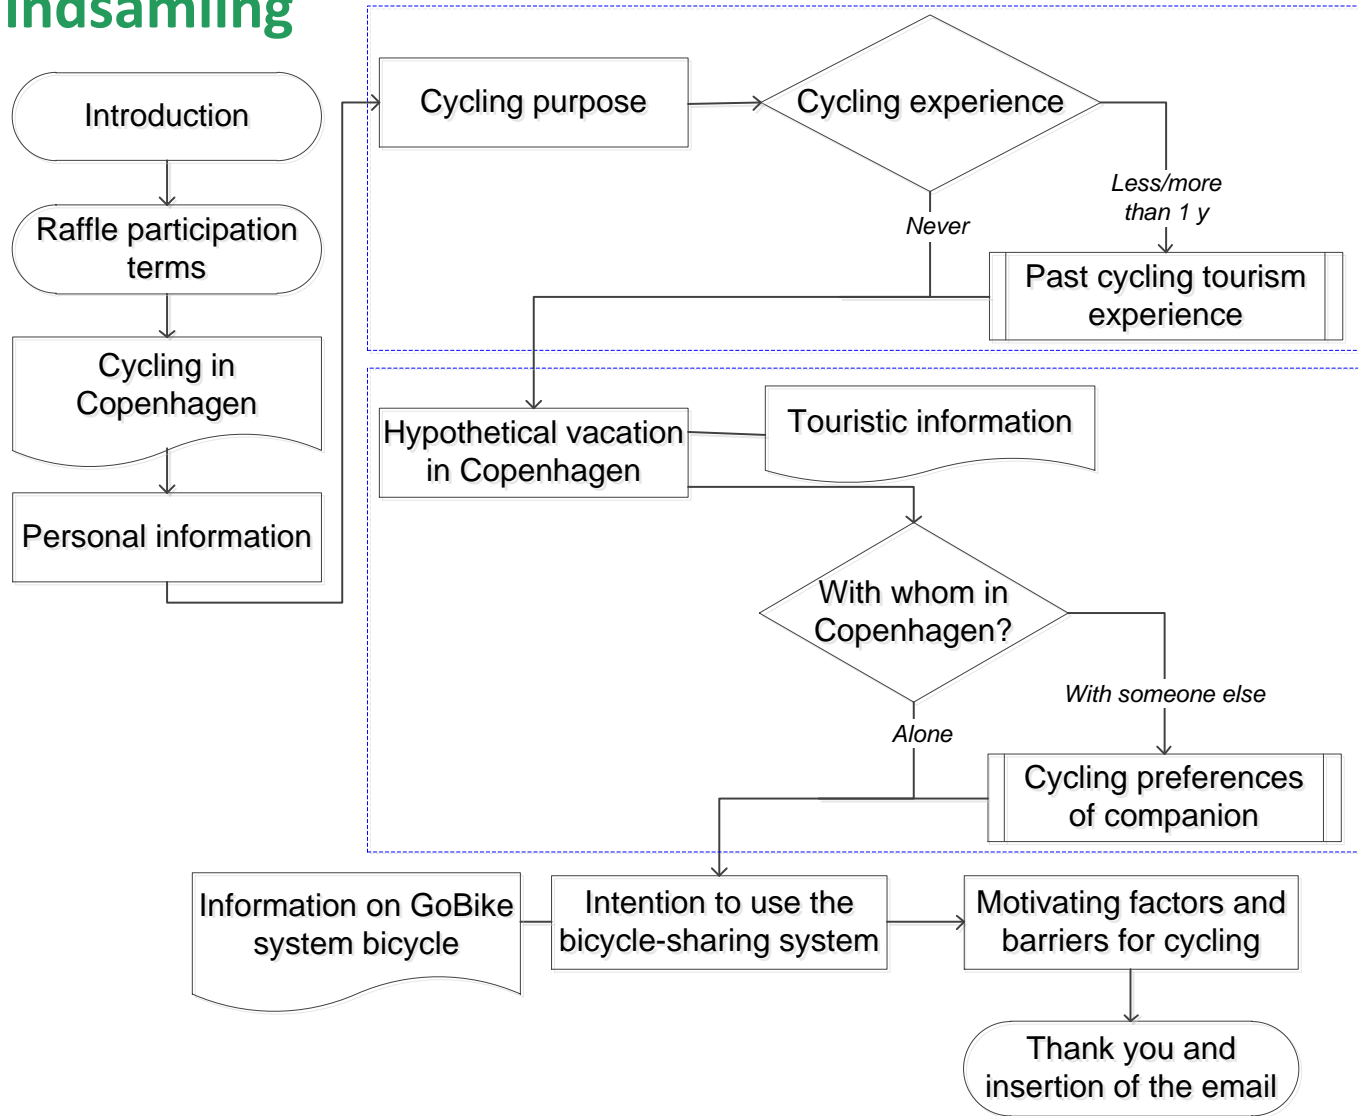 indsamling
Introduction
Raffle participation
terms
Cycling in
Copenhagen
Personal information
Cycling purpose
Cycling experience
Less/more
than 1 y
Never
Past cycling tourism
experience
Hypothetical vacation
in Copenhagen
Touristic information
With whom in
Copenhagen?
With someone else
Alone
Cycling preferences
of companion
Information on GoBike
system bicycle
Intention to use the
bicycle-sharing system
Motivating factors and
barriers for cycling
Thank you and
insertion of the email